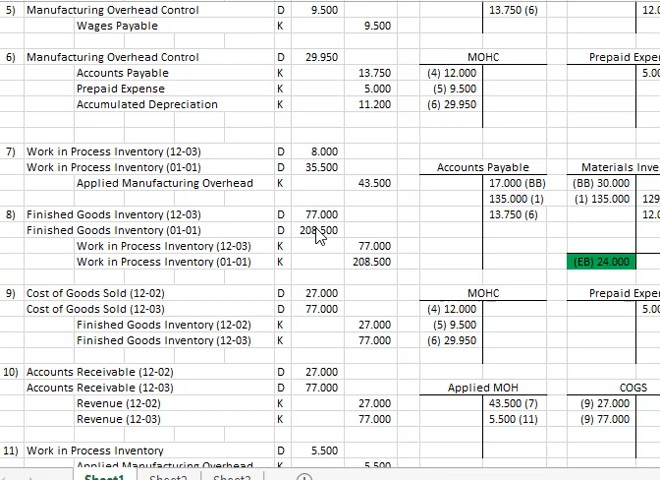 5) Manufacturing Overhead Control D 9.500 13.750 (6) 12.0
Wages Payable K 9.500
6) Manufacturing Overhead Control D 29.950 MOHC Prepaid Expen
Accounts Payable K 13.750 (4) 12.000 5.00
Prepaid Expense K 5.000 (5) 9.500
Accumulated Depreciation K 11.200 (6) 29.950
7) Work in Process Inventory (12-03) D 8.000
Work in Process Inventory (01-01) D 35.500 Accounts Payable Materials Inve
Applied Manufacturing Overhead K 43.500 17.000 (BB) (BB) 30.000
135.000 (1) (1) 135.000 129
8) Finished Goods Inventory (12-03) D 77.000 13.750 (6) 12.0
Finished Goods Inventory (01-01) D 208.500
Work in Process Inventory (12-03) K 77.000
Work in Process Inventory (01-01) K 208.500 (EB) 24.000
9) Cost of Goods Sold (12-02) D 27.000 MOHC Prepaid Expen
Cost of Goods Sold (12-03) D 77.000 (4) 12.000 5.00
Finished Goods Inventory (12-02) K 27.000 (5) 9.500
Finished Goods Inventory (12-03) K 77.000 (6) 29.950
10) Accounts Receivable (12-02) D 27.000
Accounts Receivable (12-03) D 77.000 Applied MOH COGS
Revenue (12-02) K 27.000 43.500 (7) (9) 27.000
Revenue (12-03) K 77.000 5.500 (11) (9) 77.000
11) Work in Process Inventory D 5.500
Applied Manufacturing Overhead K 5.500
Sheet1 Sheet2 Sheet3